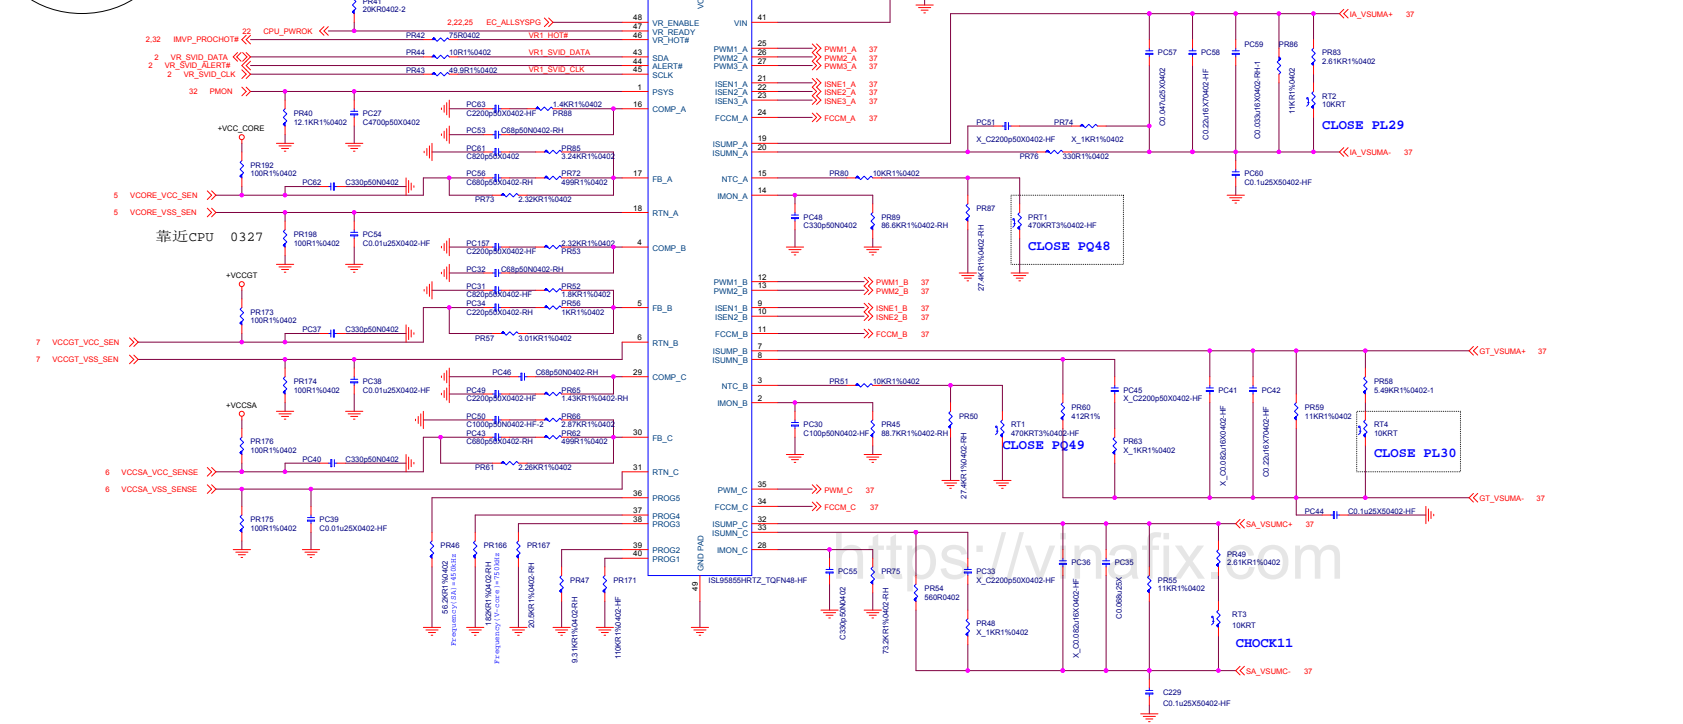 PR41
20KR0402-2
2,22,25 EC_ALLSYSPG
22 CPU_PWROK
2,32 IMVP_PROCHOT#
PR42 75R0402 VR1_HOT#
2 VR_SVID_DATA
PR44 10R1%0402 VR1_SVID_DATA
2 VR_SVID_ALERT#
2 VR_SVID_CLK
PR43 49.9R1%0402 VR1_SVID_CLK
32 PMON
48 VR_ENABLE
47 VR_READY
46 VR_HOT#
43 SDA
44 ALERT#
45 SCLK
1 PSYS
16 COMP_A
17 FB_A
18 RTN_A
4 COMP_B
5 FB_B
6 RTN_B
29 COMP_C
30 FB_C
31 RTN_C
36 PROG5
37 PROG4
38 PROG3
39 PROG2
40 PROG1
GND PAD
49
ISL95855HRTZ_TQFN48-HF
PR40
12.1KR1%0402
PC27
C4700p50X0402
PC63
C2200p50X0402-HF
1.4KR1%0402
PR88
PC53 C68p50N0402-RH
PC61
C820p50X0402
PR85
3.24KR1%0402
PC56
C680p50X0402-RH
PR72
499R1%0402
PR73 2.32KR1%0402
+VCC_CORE
PR192
100R1%0402
PC62 C330p50N0402
5 VCORE_VCC_SEN
5 VCORE_VSS_SEN
靠近CPU 0327
PR198
100R1%0402
PC54
C0.01u25X0402-HF
PC157
C2200p50X0402-HF
2.32KR1%0402
PR53
PC32 C68p50N0402-RH
PC31
C820p50X0402-HF
PR52
1.8KR1%0402
PC34
C220p50X0402-HF
PR56
1KR1%0402
PR57 3.01KR1%0402
+VCCGT
PR173
100R1%0402
PC37 C330p50N0402
7 VCCGT_VCC_SEN
7 VCCGT_VSS_SEN
PR174
100R1%0402
PC38
C0.01u25X0402-HF
PC46 C68p50N0402-RH
PC49
C2200p50X0402-HF
PR65
1.43KR1%0402-RH
PC50
C1000p50X0402-HF-2
PR66
2.87KR1%0402
PC43
C680p50X0402-RH
PR62
499R1%0402
PR61 2.26KR1%0402
+VCCSA
PR176
100R1%0402
PC40 C330p50N0402
6 VCCSA_VCC_SENSE
6 VCCSA_VSS_SENSE
PR175
100R1%0402
PC39
C0.01u25X0402-HF
PR46
56.2KR1%0402
Frequency(SA)=450kHz
PR166
182KR1%0402-RH
Frequency(V-core)=750kHz
PR167
20.5KR1%0402-RH
PR47
9.31KR1%0402-RH
PR171
110KR1%0402-HF
VIN 41
PWM1_A 25 PWM1_A 37
PWM2_A 26 PWM2_A 37
PWM3_A 27 PWM3_A 37
ISEN1_A 21 ISNE1_A 37
ISEN2_A 22 ISNE2_A 37
ISEN3_A 23 ISNE3_A 37
FCCM_A 24 FCCM_A 37
ISUMP_A 19
ISUMN_A 20
NTC_A 15
IMON_A 14
PWM1_B 12 PWM1_B 37
PWM2_B 13 PWM2_B 37
ISEN1_B 9 ISNE1_B 37
ISEN2_B 10 ISNE2_B 37
FCCM_B 11 FCCM_B 37
ISUMP_B 7
ISUMN_B 8
NTC_B 3
IMON_B 2
PWM_C 35 PWM_C 37
FCCM_C 34 FCCM_C 37
ISUMP_C 32
ISUMN_C 33
IMON_C 28
PC51
X_C2200p50X0402-HF
PR74
X_1KR1%0402
PR76 330R1%0402
PC57
C0.047u25X0402
PC58
C0.22u16X70402-HF
PC59
C0.033u16X0402-RH-1
PR86
11KR1%0402
PR83
2.61KR1%0402
RT2
10KRT
CLOSE PL29
IA_VSUMA+ 37
IA_VSUMA- 37
PC60
C0.1u25X50402-HF
PR80 10KR1%0402
PC48
C330p50N0402
PR89
86.6KR1%0402-RH
PR87
27.4KR1%0402-RH
PRT1
470KRT3%0402-HF
CLOSE PQ48
GT_VSUMA+ 37
PR51 10KR1%0402
PC30
C100p50N0402-HF
PR45
88.7KR1%0402-RH
PR50
27.4KR1%0402-RH
RT1
470KRT3%0402-HF
CLOSE PQ49
PR60
412R1%
PC45
X_C2200p50X0402-HF
PR63
X_1KR1%0402
PC41
X_C0.082u16X0402-HF
PC42
C0.22u16X70402-HF
PR59
11KR1%0402
PR58
5.49KR1%0402-1
RT4
10KRT
CLOSE PL30
GT_VSUMA- 37
PC44 C0.1u25X50402-HF
SA_VSUMC+ 37
PC55
C330p50N0402
PR75
73.2KR1%0402-RH
PR54
560R0402
PC33
X_C2200p50X0402-HF
PR48
X_1KR1%0402
PC36
X_C0.082u16X0402-HF
PC35
C0.068u25X
PR55
11KR1%0402
PR49
2.61KR1%0402
RT3
10KRT
CHOCK11
SA_VSUMC- 37
C229
C0.1u25X50402-HF
https://vinafix.com